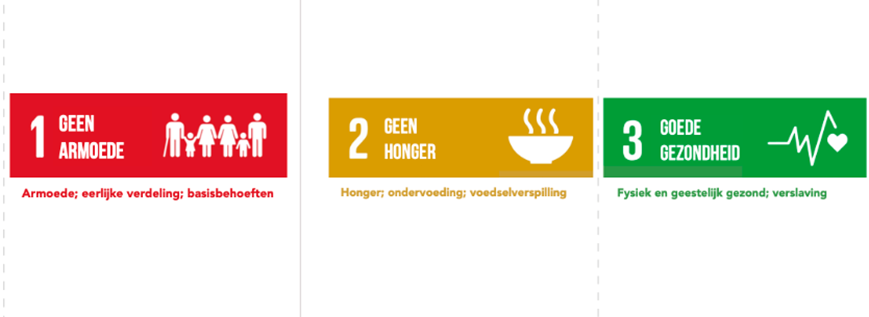 1 GEEN
ARMOEDE
Armoede; eerlijke verdeling; basisbehoeften
2 GEEN
HONGER
Honger; ondervoeding; voedselverspilling
3 GOEDE
GEZONDHEID
Fysiek en geestelijk gezond; verslaving